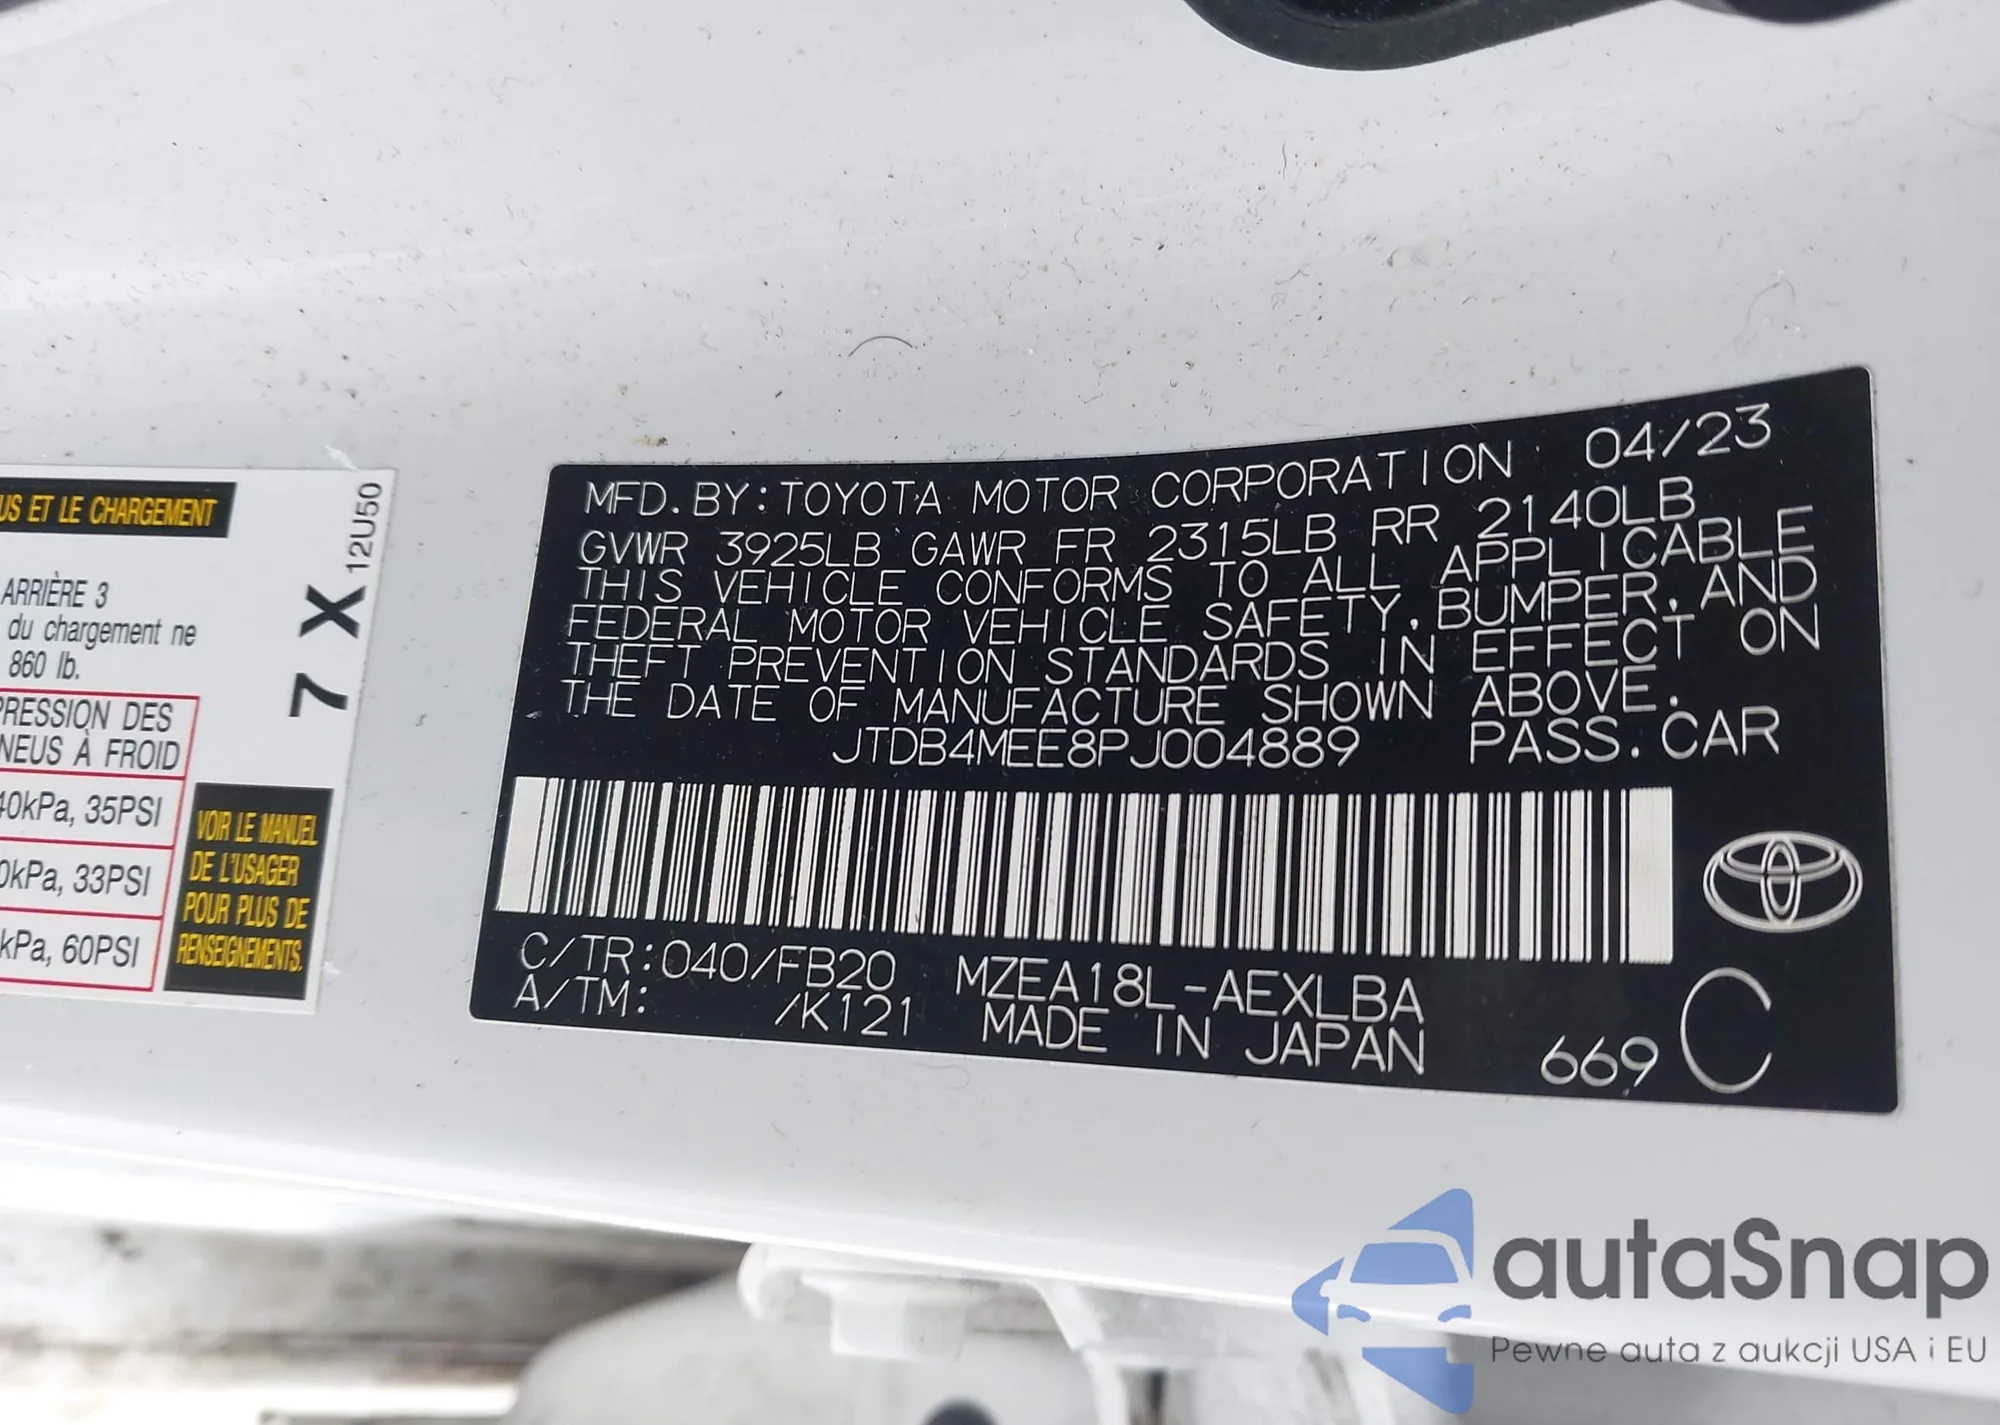 US ET LE CHARGEMENT
ARRIÈRE 3
du chargement ne
860 lb.
PRESSION DES
NEUS À FROID
40kPa, 35PSI
0kPa, 33PSI
kPa, 60PSI
7 X 12U50
VOIR LE MANUEL
DE L'USAGER
POUR PLUS DE
RENSEIGNEMENTS.
MFD. BY: TOYOTA MOTOR CORPORATION 04/23
GVWR 3925LB GAWR FR 2315LB RR 2140LB
THIS VEHICLE CONFORMS TO ALL APPLICABLE
FEDERAL MOTOR VEHICLE SAFETY, BUMPER, AND
THEFT PREVENTION STANDARDS IN EFFECT ON
THE DATE OF MANUFACTURE SHOWN ABOVE.
JTDB4MEE8PJ004889 PASS. CAR
C/TR: 040/FB20 MZEA18L-AEXLBA
A/TM: /K121 MADE IN JAPAN
669 C
autaSnap
Pewne auta z aukcji USA i EU